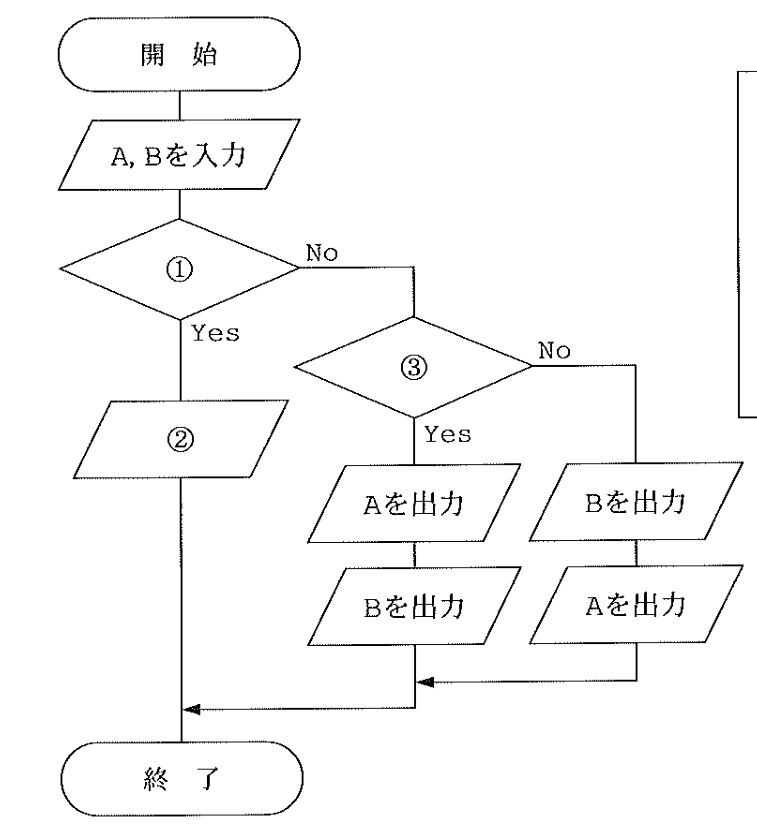 開 始
A, Bを入力
①
No
Yes
③
No
②
Yes
Aを出力
Bを出力
Bを出力
Aを出力
終 了